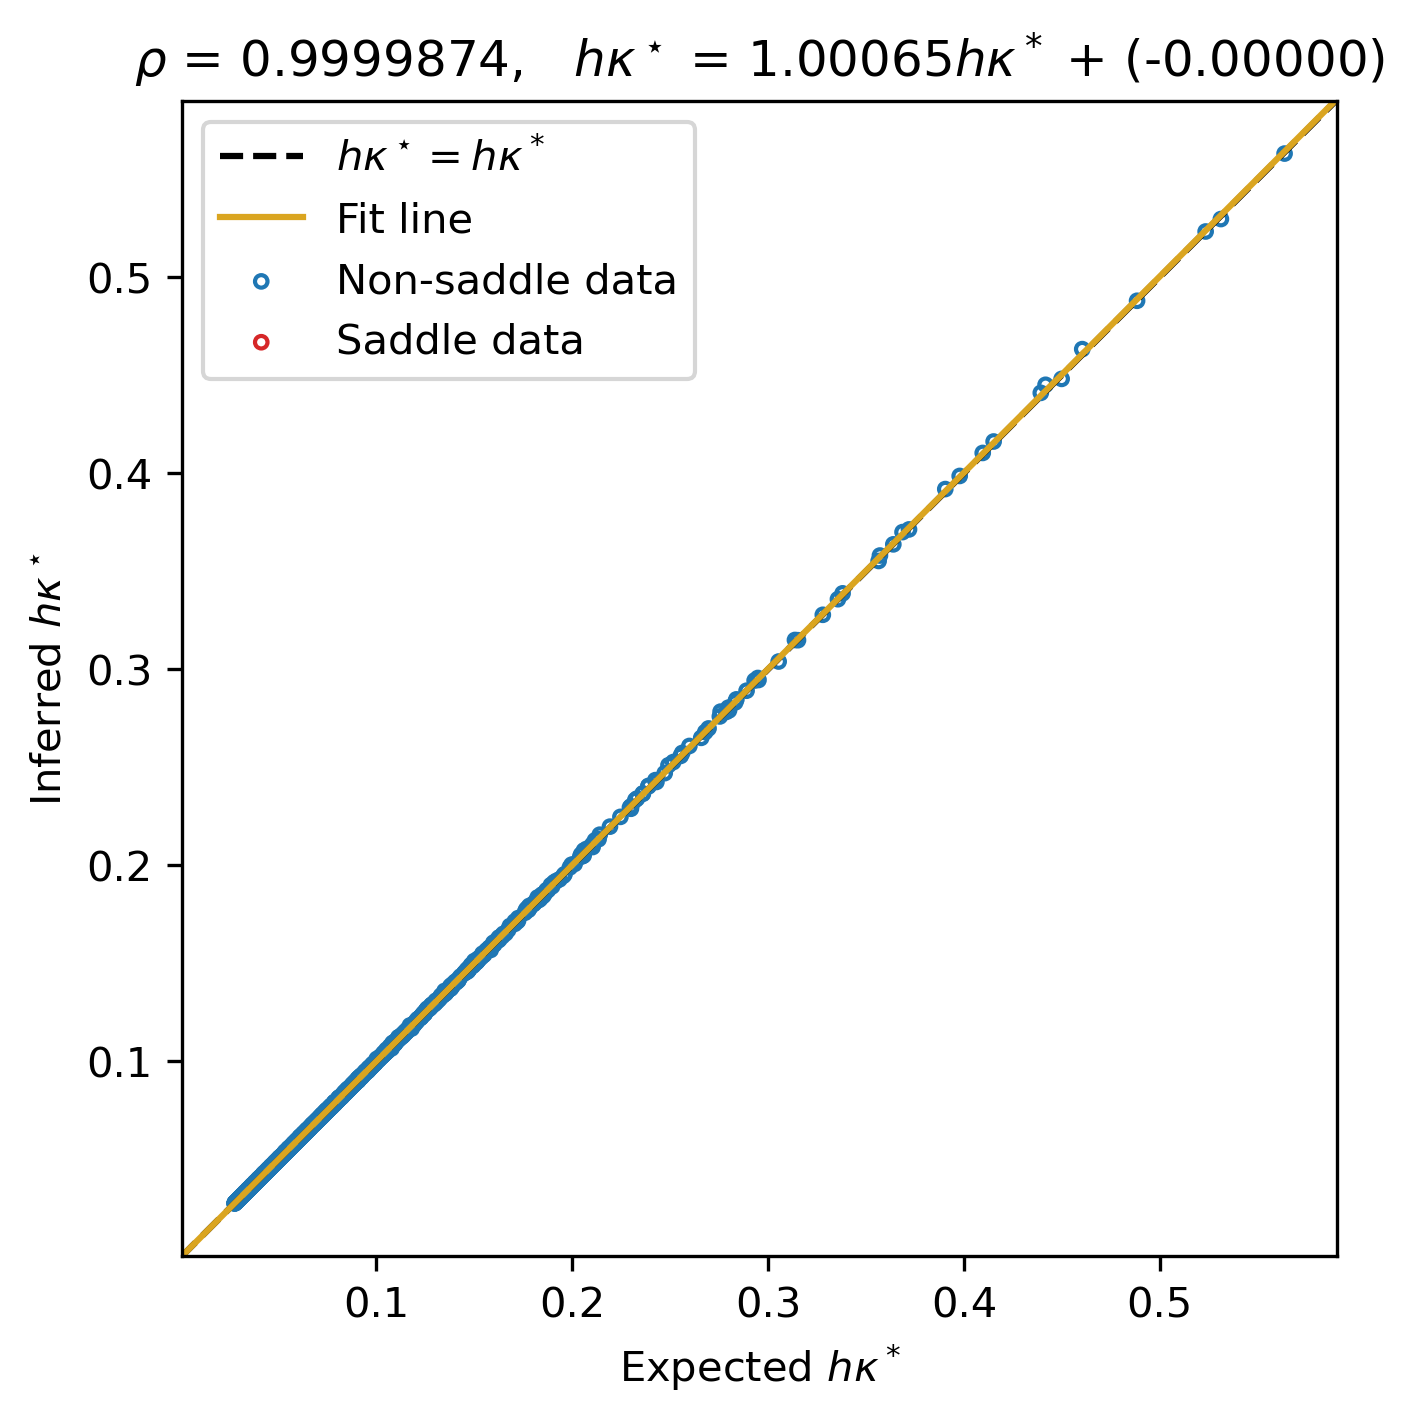 ρ = 0.9999874, hκ⋆ = 1.00065hκ* + (-0.00000)
hκ⋆ = hκ*
Fit line
Non-saddle data
Saddle data
0.5
0.4
0.3
0.2
0.1
Inferred hκ⋆
0.1 0.2 0.3 0.4 0.5
Expected hκ*